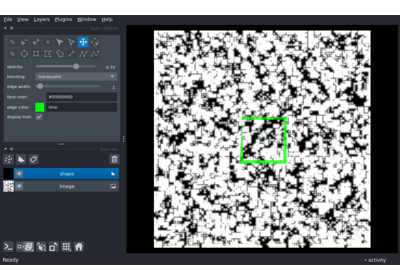 File View Layers Plugins Window Help
opacity: 0.70
blending: translucent
edge width: 1
face color: #00000000
edge color: lime
display text: ✓
shape
Image
Ready
activity